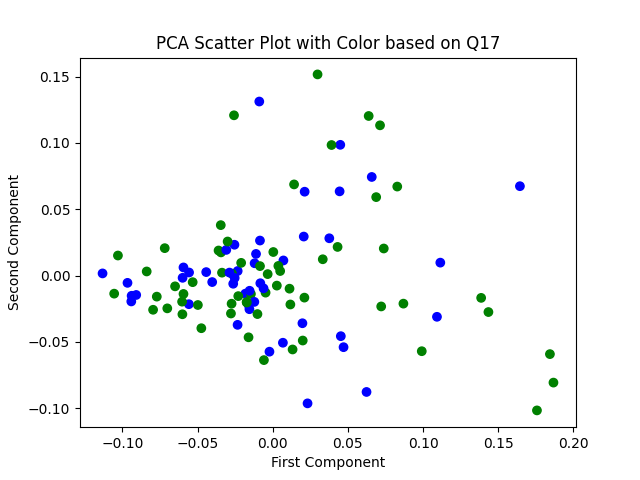 PCA Scatter Plot with Color based on Q17
0.15
0.10
0.05
0.00
−0.05
−0.10
Second Component
−0.10 −0.05 0.00 0.05 0.10 0.15 0.20
First Component